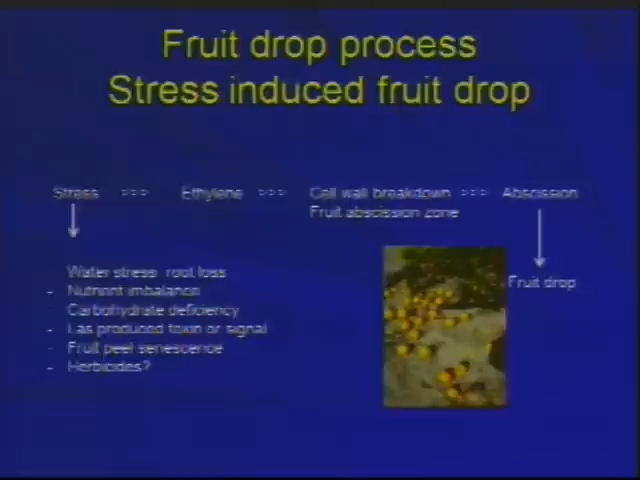 Fruit drop process
Stress induced fruit drop
Stress >>> Ethylene >>> Cell wall breakdown >>> Abscission
Fruit abscission zone
Fruit drop
Water stress root loss
- Nutrient imbalance
Carbohydrate deficiency
- Las produced toxin or signal
- Fruit peel senescence
- Herbicides?